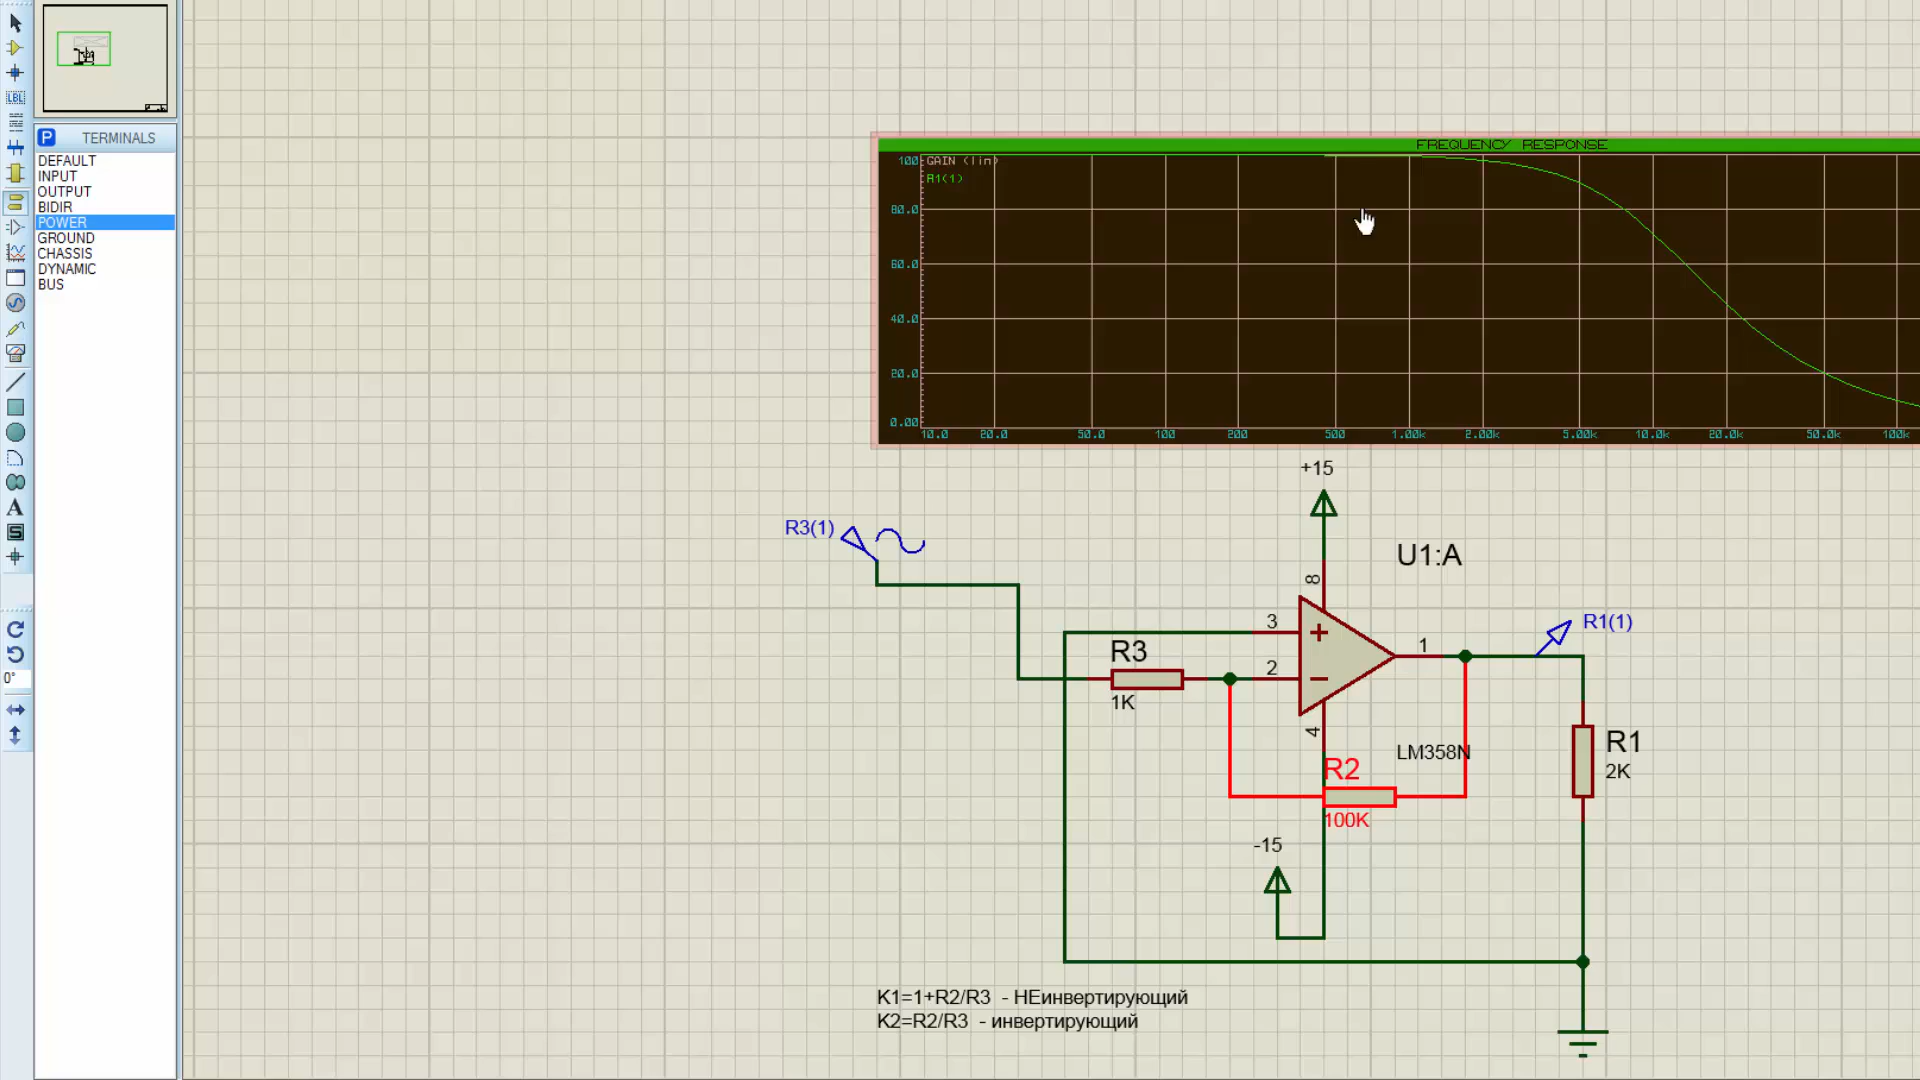 LBL
P TERMINALS
DEFAULT
INPUT
OUTPUT
BIDIR
POWER
GROUND
CHASSIS
DYNAMIC
BUS
A
S
0°
FREQUENCY RESPONSE
GAIN (lin)
R1(1)
100
80.0
60.0
40.0
20.0
0.00
10.0 20.0 50.0 100 200 500 1.00k 2.00k 5.00k 10.0k 20.0k 50.0k 100k
+15
R3(1)
U1:A
8
3
R1(1)
R3
1
2
1K
4
LM358N
R1
2K
R2
100K
-15
K1=1+R2/R3 - НЕинвертирующий
K2=R2/R3 - инвертирующий